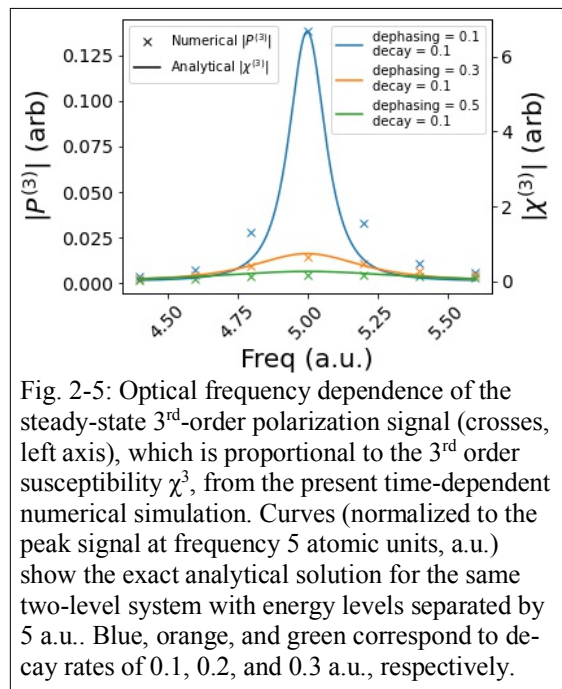 0.125
0.100
0.075
0.050
0.025
0.000
|P(3)| (arb)
× Numerical |P(3)|
Analytical |χ(3)|
dephasing = 0.1
decay = 0.1
dephasing = 0.3
decay = 0.1
dephasing = 0.5
decay = 0.1
6
4
2
0
|χ(3)| (arb)
4.50 4.75 5.00 5.25 5.50
Freq (a.u.)
Fig. 2-5: Optical frequency dependence of the
steady-state 3rd-order polarization signal (crosses,
left axis), which is proportional to the 3rd order
susceptibility χ3, from the present time-dependent
numerical simulation. Curves (normalized to the
peak signal at frequency 5 atomic units, a.u.)
show the exact analytical solution for the same
two-level system with energy levels separated by
5 a.u.. Blue, orange, and green correspond to de-
cay rates of 0.1, 0.2, and 0.3 a.u., respectively.